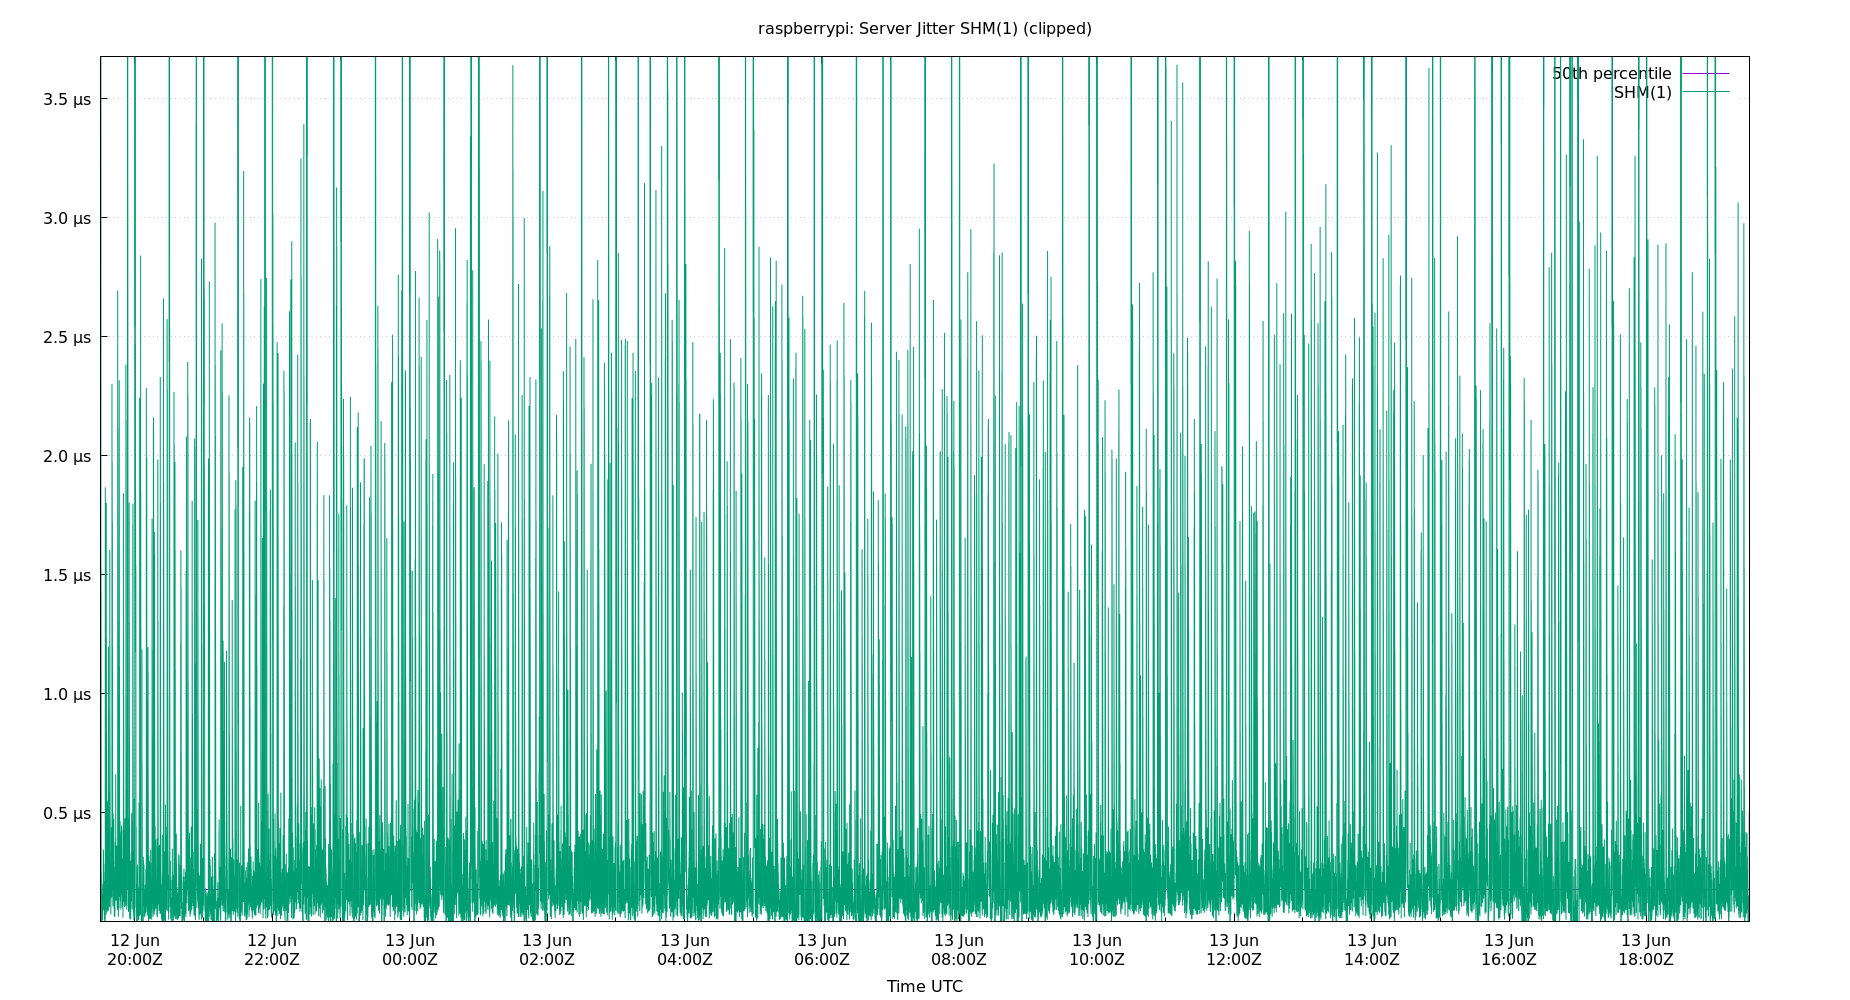 raspberrypi: Server Jitter SHM(1) (clipped)
50th percentile
SHM(1)
3.5 μs
3.0 μs
2.5 μs
2.0 μs
1.5 μs
1.0 μs
0.5 μs
12 Jun 12 Jun 13 Jun 13 Jun 13 Jun 13 Jun 13 Jun 13 Jun 13 Jun 13 Jun 13 Jun 13 Jun
20:00Z 22:00Z 00:00Z 02:00Z 04:00Z 06:00Z 08:00Z 10:00Z 12:00Z 14:00Z 16:00Z 18:00Z
Time UTC